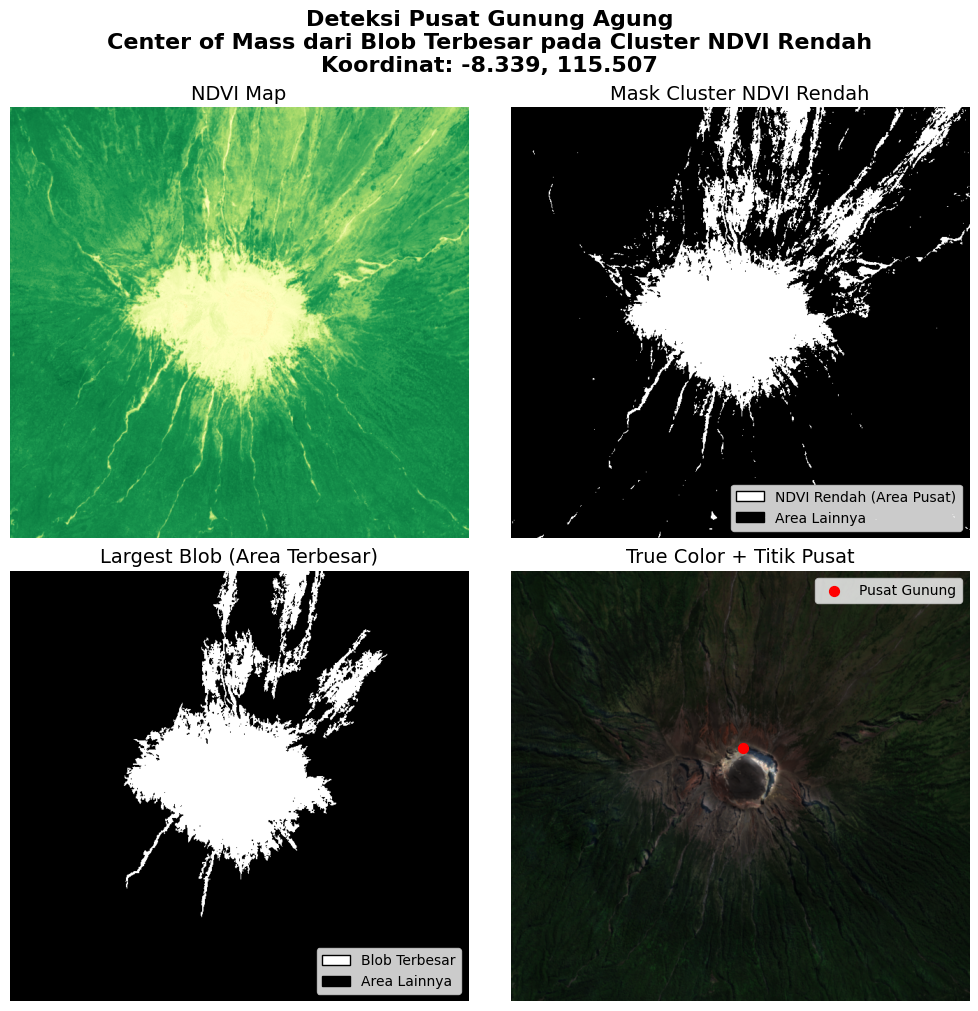 Deteksi Pusat Gunung Agung
Center of Mass dari Blob Terbesar pada Cluster NDVI Rendah
Koordinat: -8.339, 115.507
NDVI Map
Mask Cluster NDVI Rendah
NDVI Rendah (Area Pusat)
Area Lainnya
Largest Blob (Area Terbesar)
True Color + Titik Pusat
Blob Terbesar
Area Lainnya
Pusat Gunung